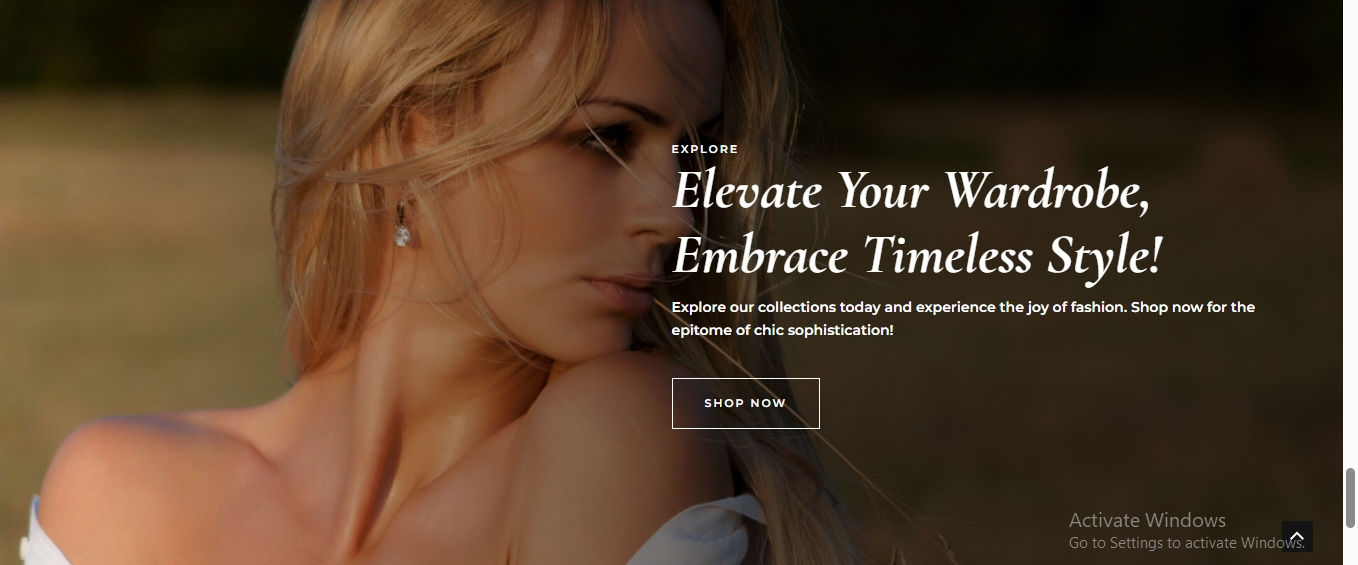 EXPLORE
Elevate Your Wardrobe,
Embrace Timeless Style!
Explore our collections today and experience the joy of fashion. Shop now for the
epitome of chic sophistication!
SHOP NOW
Activate Windows
Go to Settings to activate Windows.